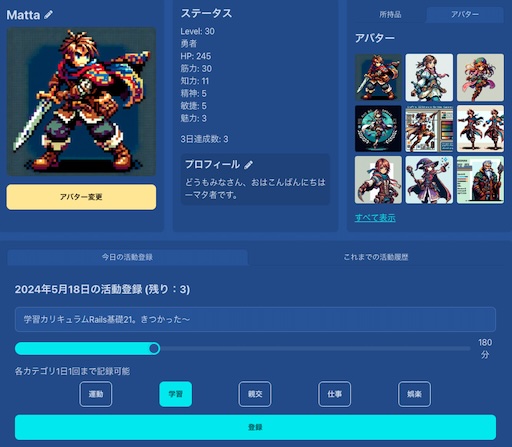 Matta
アバター変更
ステータス
Level: 30
勇者
HP: 245
筋力: 30
知力: 11
精神: 5
敏捷: 5
魅力: 3
3日達成数: 3
プロフィール
どうもみなさん、おはこんばんにちは
ーマタ者です。
所持品
アバター
アバター
すべて表示
今日の活動登録
これまでの活動履歴
2024年5月18日の活動登録 (残り：3)
学習カリキュラムRails基礎21。きつかった〜
180
分
各カテゴリ1日1回まで記録可能
運動
学習
親交
仕事
娯楽
登録